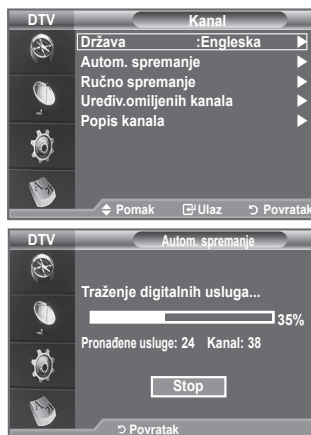 DTV Kanal
Država :Engleska
Autom. spremanje
Ručno spremanje
Uređiv.omiljenih kanala
Popis kanala
Pomak Ulaz Povratak
DTV Autom. spremanje
Traženje digitalnih usluga...
35%
Pronađene usluge: 24 Kanal: 38
Stop
Povratak